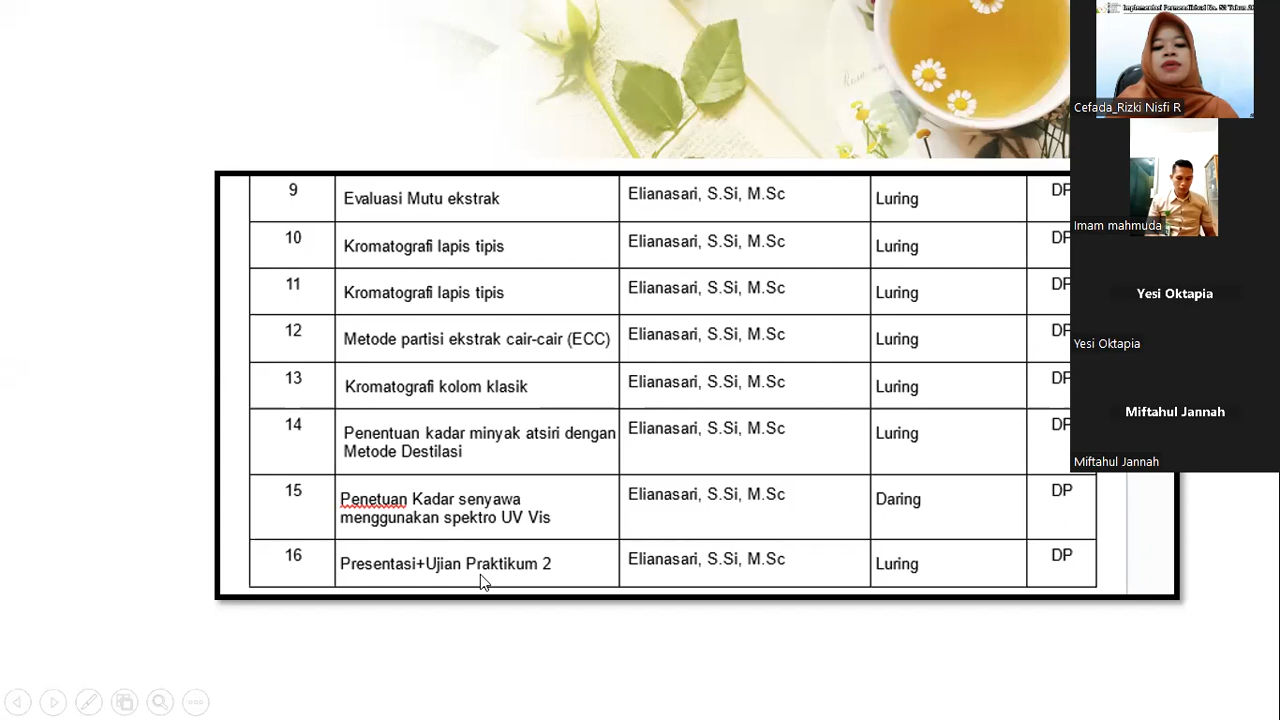 Implementasi Permendikbud No. 50 Tahun
Cefada_Rizki Nisfi R
Imam mahmuda
Yesi Oktapia
Yesi Oktapia
Miftahul Jannah
Miftahul Jannah
9 Evaluasi Mutu ekstrak Elianasari, S.Si, M.Sc Luring DP
10 Kromatografi lapis tipis Elianasari, S.Si, M.Sc Luring DP
11 Kromatografi lapis tipis Elianasari, S.Si, M.Sc Luring DP
12 Metode partisi ekstrak cair-cair (ECC) Elianasari, S.Si, M.Sc Luring DP
13 Kromatografi kolom klasik Elianasari, S.Si, M.Sc Luring DP
14 Penentuan kadar minyak atsiri dengan Elianasari, S.Si, M.Sc Luring DP
Metode Destilasi
15 Penetuan Kadar senyawa Elianasari, S.Si, M.Sc Daring DP
menggunakan spektro UV Vis
16 Presentasi+Ujian Praktikum 2 Elianasari, S.Si, M.Sc Luring DP